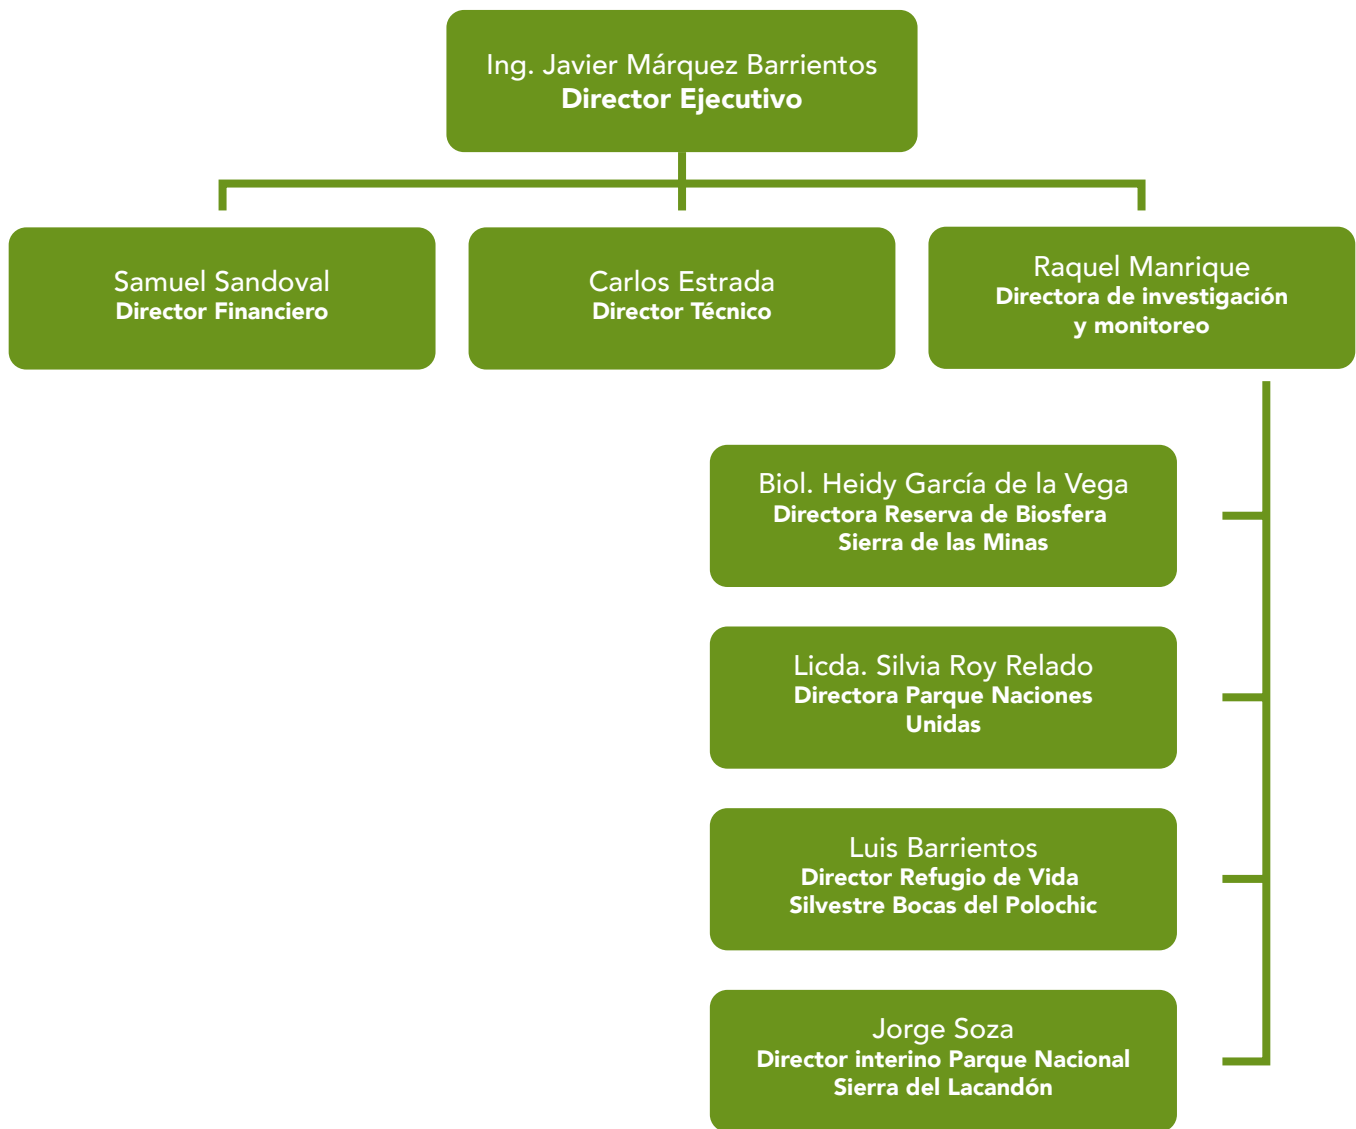 Ing. Javier Márquez Barrientos
Director Ejecutivo
Samuel Sandoval
Director Financiero
Carlos Estrada
Director Técnico
Raquel Manrique
Directora de investigación
y monitoreo
Biol. Heidy García de la Vega
Directora Reserva de Biosfera
Sierra de las Minas
Licda. Silvia Roy Relado
Directora Parque Naciones
Unidas
Luis Barrientos
Director Refugio de Vida
Silvestre Bocas del Polochic
Jorge Soza
Director interino Parque Nacional
Sierra del Lacandón